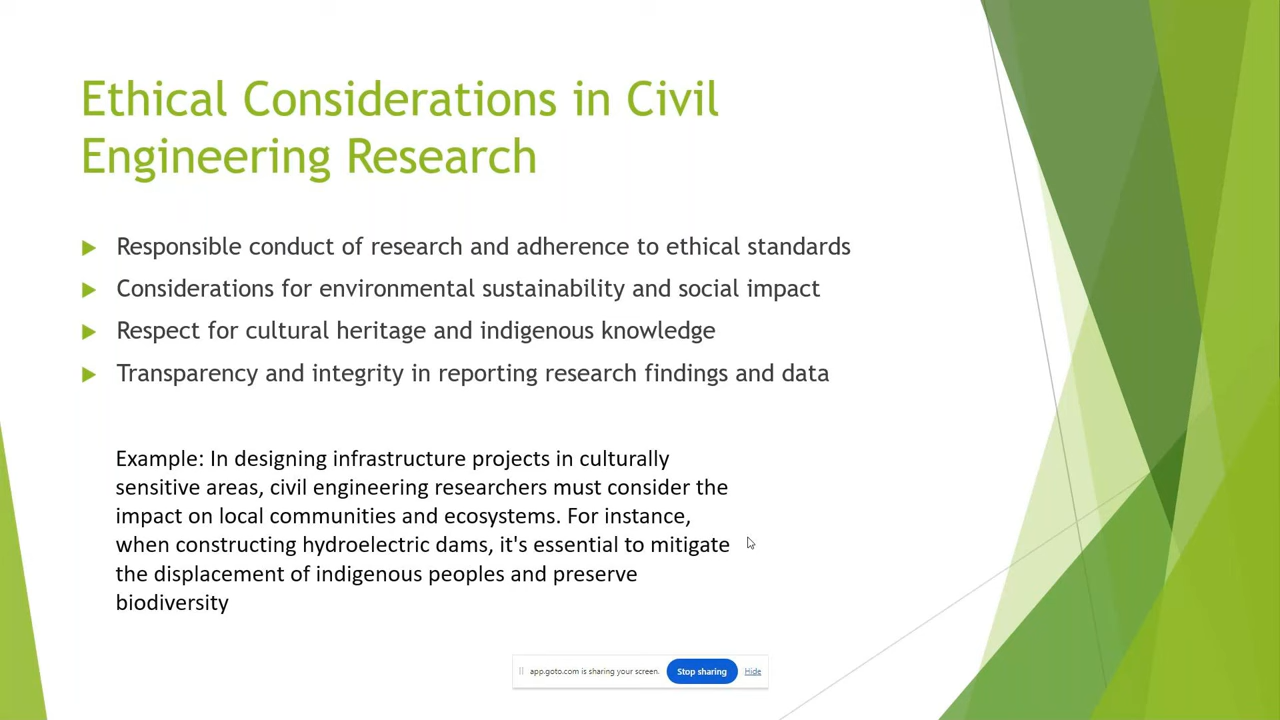 Ethical Considerations in Civil
Engineering Research
Responsible conduct of research and adherence to ethical standards
Considerations for environmental sustainability and social impact
Respect for cultural heritage and indigenous knowledge
Transparency and integrity in reporting research findings and data
Example: In designing infrastructure projects in culturally
sensitive areas, civil engineering researchers must consider the
impact on local communities and ecosystems. For instance,
when constructing hydroelectric dams, it's essential to mitigate
the displacement of indigenous peoples and preserve
biodiversity
app.goto.com is sharing your screen. Stop sharing Hide